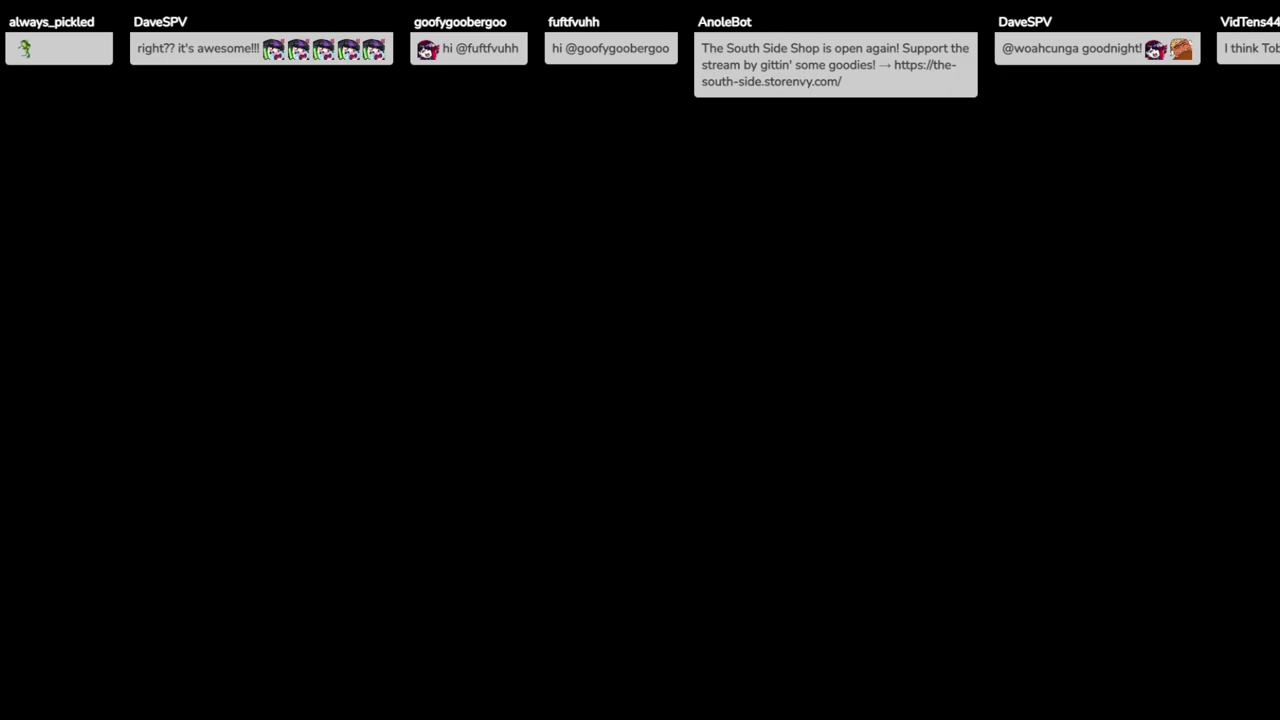 always_pickled
DaveSPV
right?? it's awesome!!!
goofygoobergoo
hi @fuftfvuhh
fuftfvuhh
hi @goofygoobergoo
AnoleBot
The South Side Shop is open again! Support the
stream by gittin' some goodies! → https://the-
south-side.storenvy.com/
DaveSPV
@woahcunga goodnight!
VidTens44
I think Tob